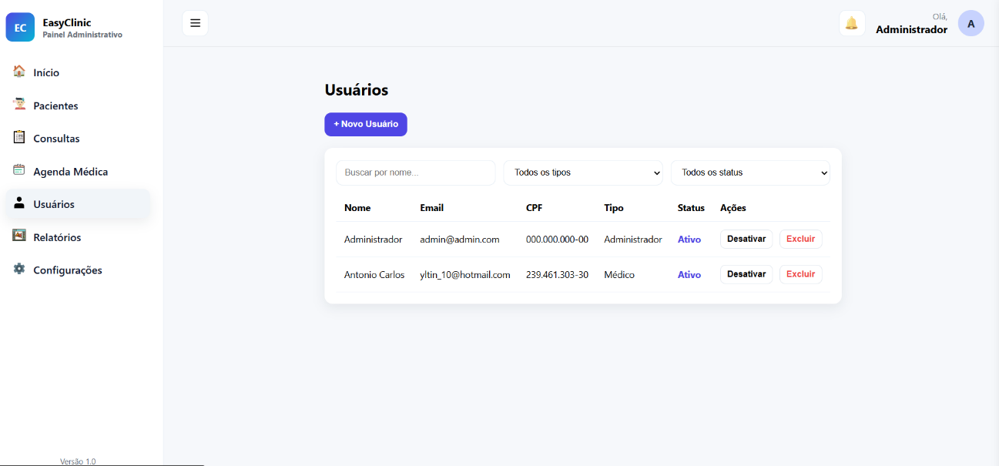 EC
EasyClinic
Painel Administrativo
Início
Pacientes
Consultas
Agenda Médica
Usuários
Relatórios
Configurações
Versão 1.0
Olá,
Administrador
A
Usuários
+ Novo Usuário
Buscar por nome... Todos os tipos Todos os status
Nome Email CPF Tipo Status Ações
Administrador admin@admin.com 000.000.000-00 Administrador Ativo Desativar Excluir
Antonio Carlos yltin_10@hotmail.com 239.461.303-30 Médico Ativo Desativar Excluir